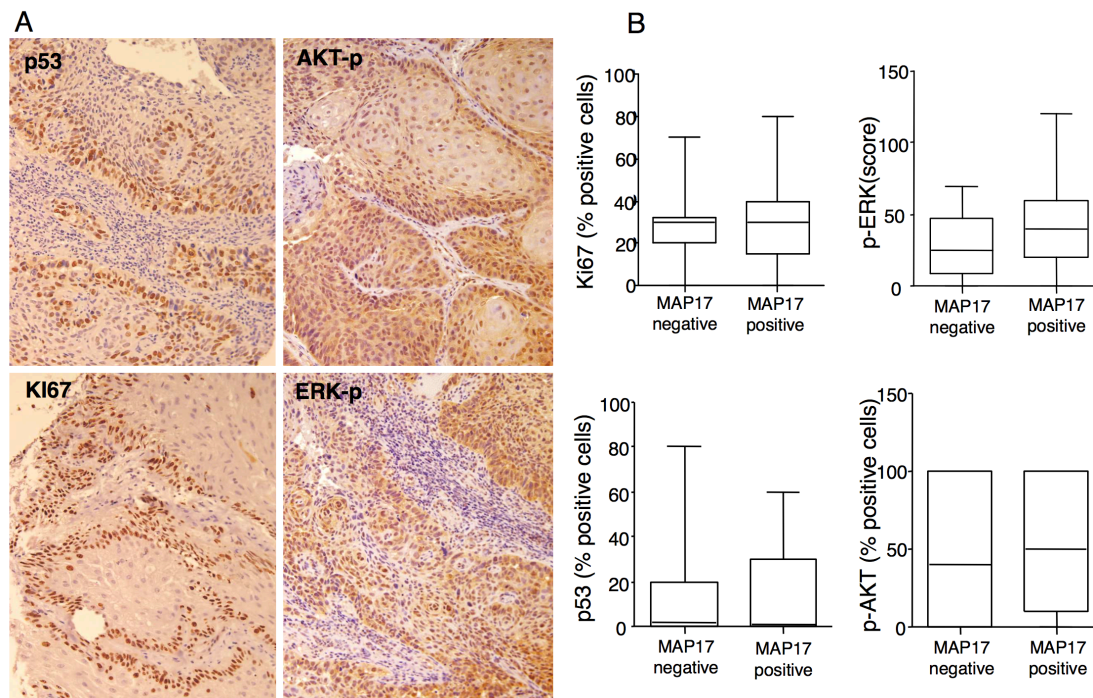 A
p53
AKT-p
KI67
ERK-p
B
Ki67 (% positive cells)
100
80
60
40
20
0
MAP17
negative
MAP17
positive
p-ERK(score)
150
100
50
0
MAP17
negative
MAP17
positive
p53 (% positive cells)
100
80
60
40
20
0
MAP17
negative
MAP17
positive
p-AKT (% positive cells)
150
100
50
0
MAP17
negative
MAP17
positive